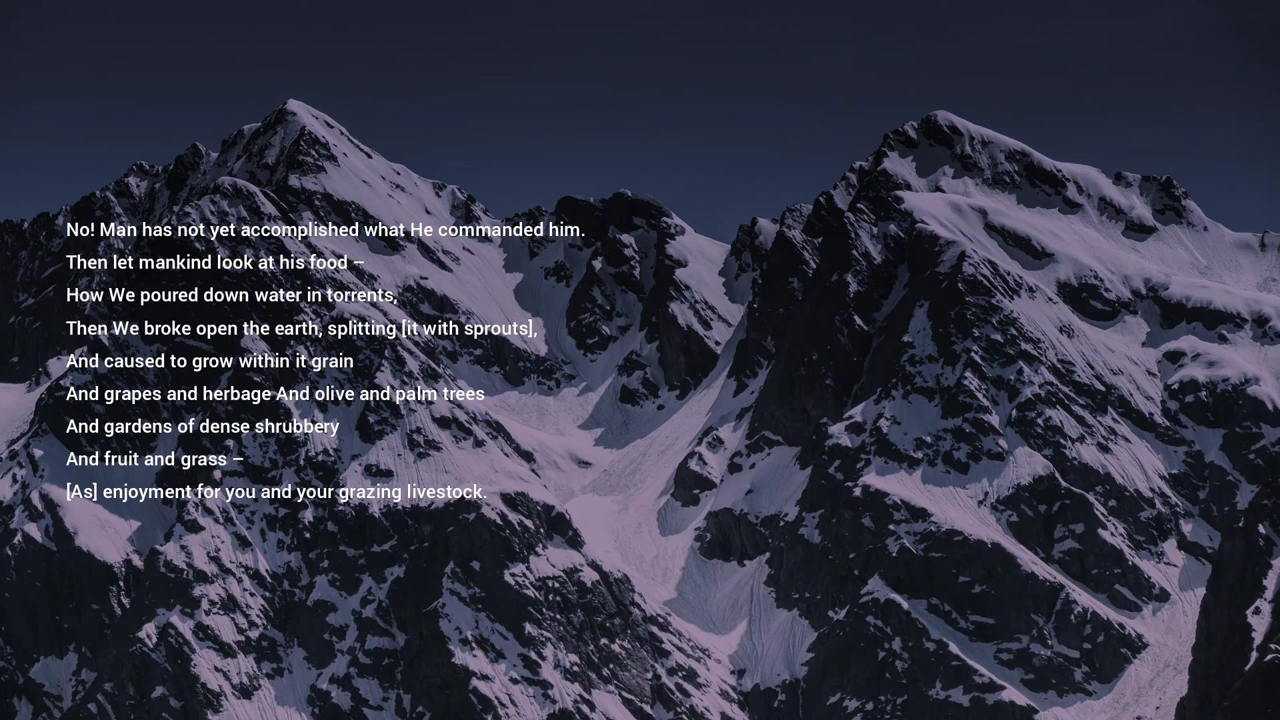 No! Man has not yet accomplished what He commanded him.
Then let mankind look at his food –
How We poured down water in torrents,
Then We broke open the earth, splitting [it with sprouts],
And caused to grow within it grain
And grapes and herbage And olive and palm trees
And gardens of dense shrubbery
And fruit and grass –
[As] enjoyment for you and your grazing livestock.